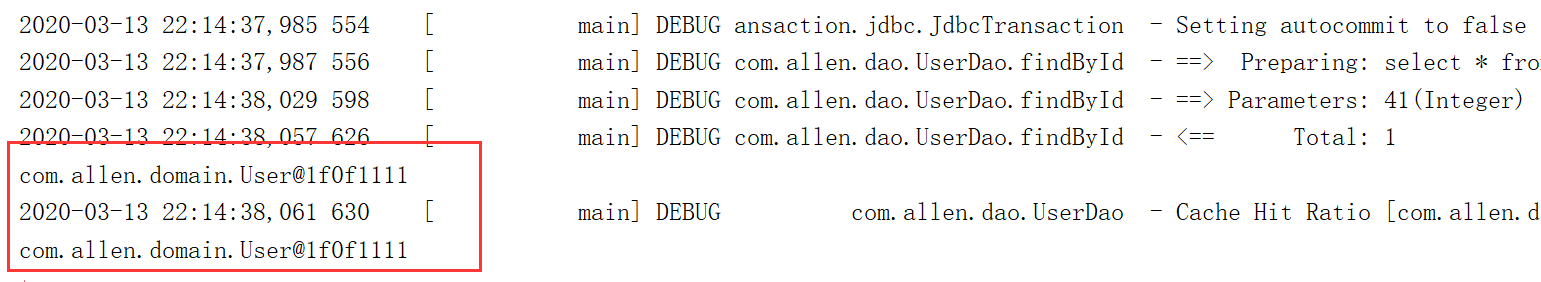 2020-03-13 22:14:37,985 554 [ main] DEBUG ansaction.jdbc.JdbcTransaction - Setting autocommit to false
2020-03-13 22:14:37,987 556 [ main] DEBUG com.allen.dao.UserDao.findById - ==> Preparing: select * fro
2020-03-13 22:14:38,029 598 [ main] DEBUG com.allen.dao.UserDao.findById - ==> Parameters: 41(Integer)
2020-03-13 22:14:38,057 626 [ main] DEBUG com.allen.dao.UserDao.findById - <== Total: 1
com.allen.domain.User@1f0f1111
2020-03-13 22:14:38,061 630 [ main] DEBUG com.allen.dao.UserDao - Cache Hit Ratio [com.allen.d
com.allen.domain.User@1f0f1111